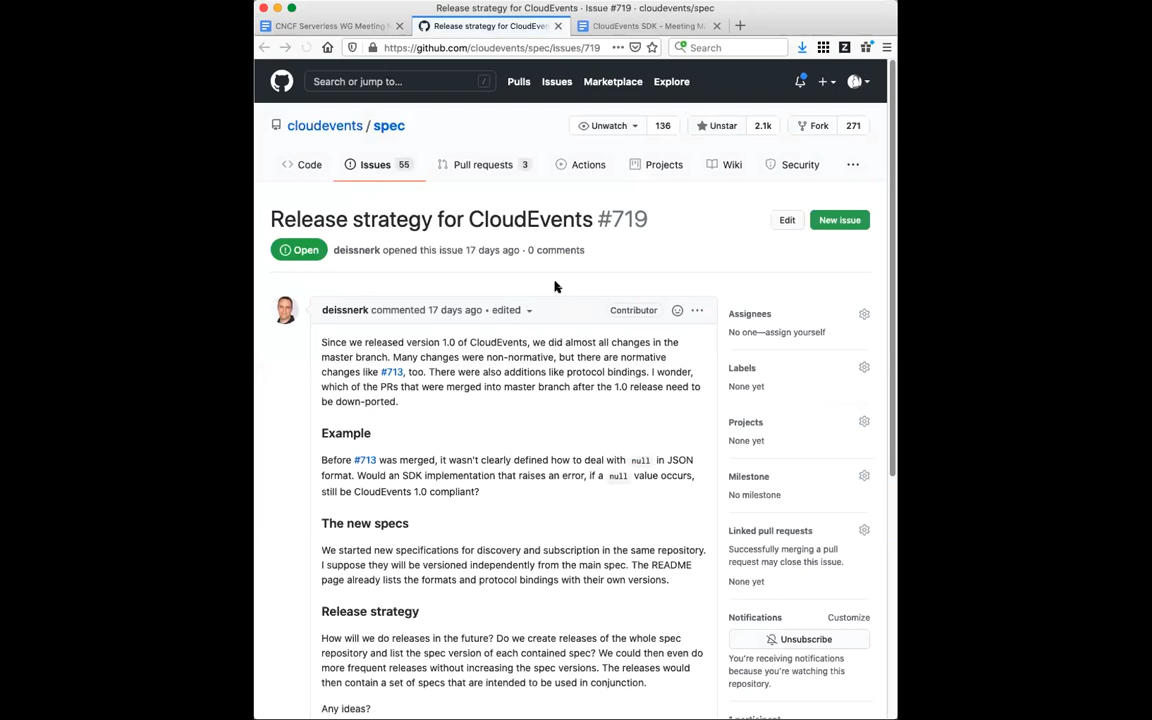 Release strategy for CloudEvents · Issue #719 · cloudevents/spec
CNCF Serverless WG Meeting
Release strategy for CloudEven
CloudEvents SDK - Meeting M
https://github.com/cloudevents/spec/issues/719
Search
Search or jump to...
/
Pulls
Issues
Marketplace
Explore
cloudevents / spec
Unwatch
136
Unstar
2.1k
Fork
271
Code
Issues 55
Pull requests 3
Actions
Projects
Wiki
Security
Release strategy for CloudEvents #719
Edit
New issue
Open
deissnerk opened this issue 17 days ago · 0 comments
deissnerk commented 17 days ago • edited
Contributor
Since we released version 1.0 of CloudEvents, we did almost all changes in the
master branch. Many changes were non-normative, but there are normative
changes like #713, too. There were also additions like protocol bindings. I wonder,
which of the PRs that were merged into master branch after the 1.0 release need to
be down-ported.
Example
Before #713 was merged, it wasn't clearly defined how to deal with null in JSON
format. Would an SDK implementation that raises an error, if a null value occurs,
still be CloudEvents 1.0 compliant?
The new specs
We started new specifications for discovery and subscription in the same repository.
I suppose they will be versioned independently from the main spec. The README
page already lists the formats and protocol bindings with their own versions.
Release strategy
How will we do releases in the future? Do we create releases of the whole spec
repository and list the spec version of each contained spec? We could then even do
more frequent releases without increasing the spec versions. The releases would
then contain a set of specs that are intended to be used in conjunction.
Any ideas?
Assignees
No one—assign yourself
Labels
None yet
Projects
None yet
Milestone
No milestone
Linked pull requests
Successfully merging a pull
request may close this issue.
None yet
Notifications
Customize
Unsubscribe
You're receiving notifications
because you're watching this
repository.
1 participant